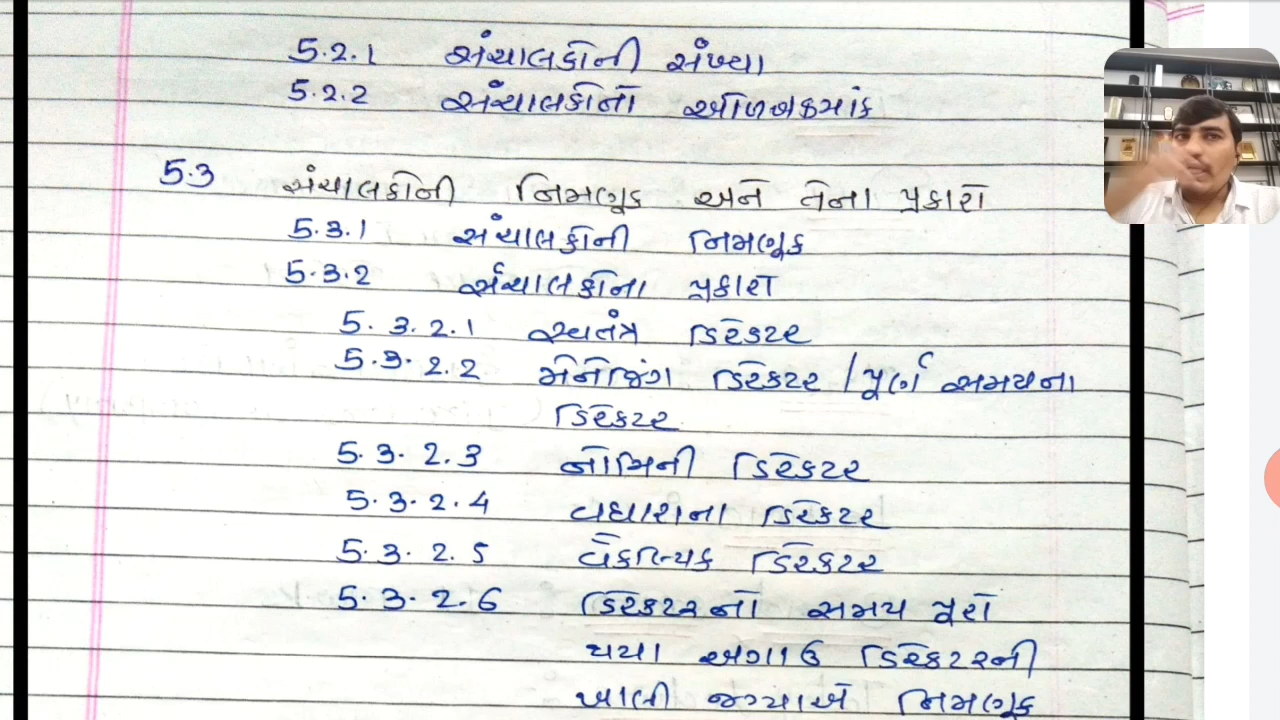 5.2.1 સંચાલકોની સંખ્યા
5.2.2 સંચાલકોનો ઓળખક્રમાંક
5.3 સંચાલકોની નિમણૂક અને તેના પ્રકારો
5.3.1 સંચાલકોની નિમણૂક
5.3.2 સંચાલકોના પ્રકારો
5.3.2.1 સ્વતંત્ર ડિરેક્ટર
5.3.2.2 મેનેજિંગ ડિરેક્ટર / પૂર્ણ સમયના
ડિરેક્ટર
5.3.2.3 નોમિની ડિરેક્ટર
5.3.2.4 વધારાના ડિરેક્ટર
5.3.2.5 વૈકલ્પિક ડિરેક્ટર
5.3.2.6 ડિરેક્ટરનો સમય પૂરો
થયા અગાઉ ડિરેક્ટરની
ખાલી જગ્યાએ નિમણૂક